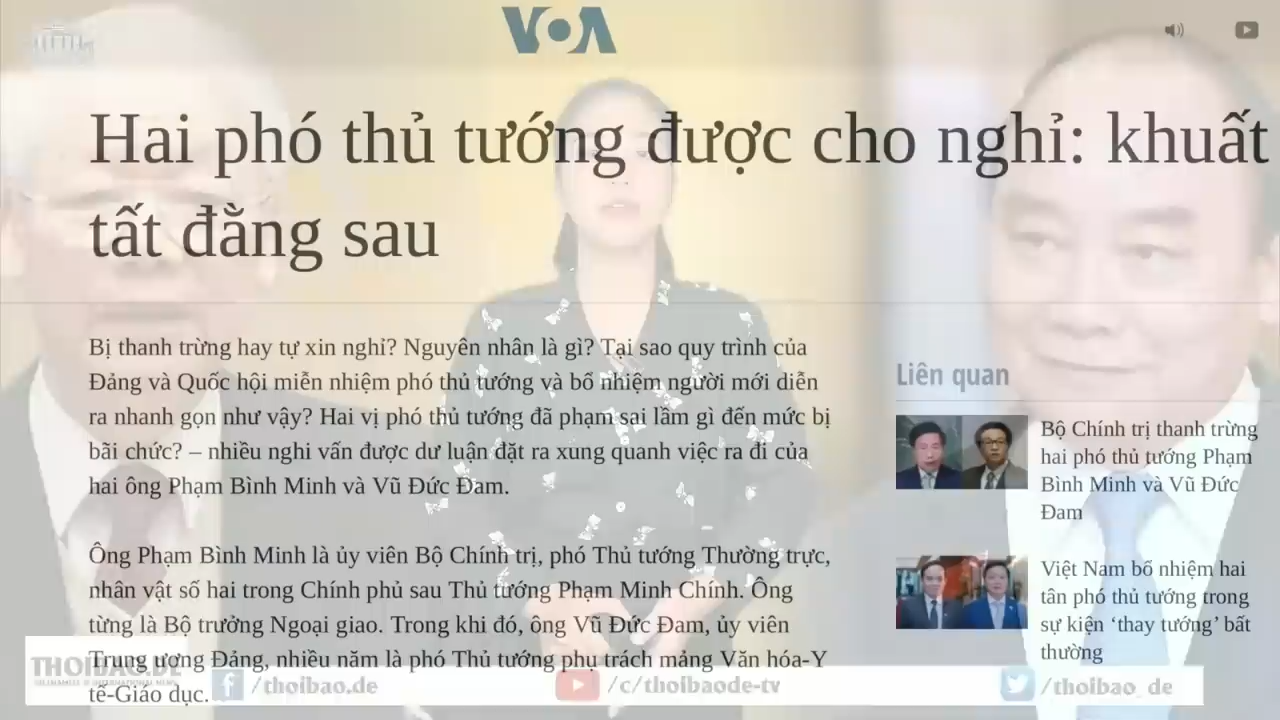 VOA
Hai phó thủ tướng được cho nghỉ: khuất
tất đằng sau
Bị thanh trừng hay tự xin nghỉ? Nguyên nhân là gì? Tại sao quy trình của
Đảng và Quốc hội miễn nhiệm phó thủ tướng và bổ nhiệm người mới diễn
ra nhanh gọn như vậy? Hai vị phó thủ tướng đã phạm sai lầm gì đến mức bị
bãi chức? – nhiều nghi vấn được dư luận đặt ra xung quanh việc ra đi của
hai ông Phạm Bình Minh và Vũ Đức Đam.
Ông Phạm Bình Minh là ủy viên Bộ Chính trị, phó Thủ tướng Thường trực,
nhân vật số hai trong Chính phủ sau Thủ tướng Phạm Minh Chính. Ông
từng là Bộ trưởng Ngoại giao. Trong khi đó, ông Vũ Đức Đam, ủy viên
Trung ương Đảng, nhiều năm là phó Thủ tướng phụ trách mảng Văn hóa-Y
tế-Giáo dục.
Liên quan
Bộ Chính trị thanh trừng
hai phó thủ tướng Phạm
Bình Minh và Vũ Đức
Đam
Việt Nam bổ nhiệm hai
tân phó thủ tướng trong
sự kiện ‘thay tướng’ bất
thường
THOIBAO.DE
/thoibao.de
/c/thoibaode-tv
/thoibao_de